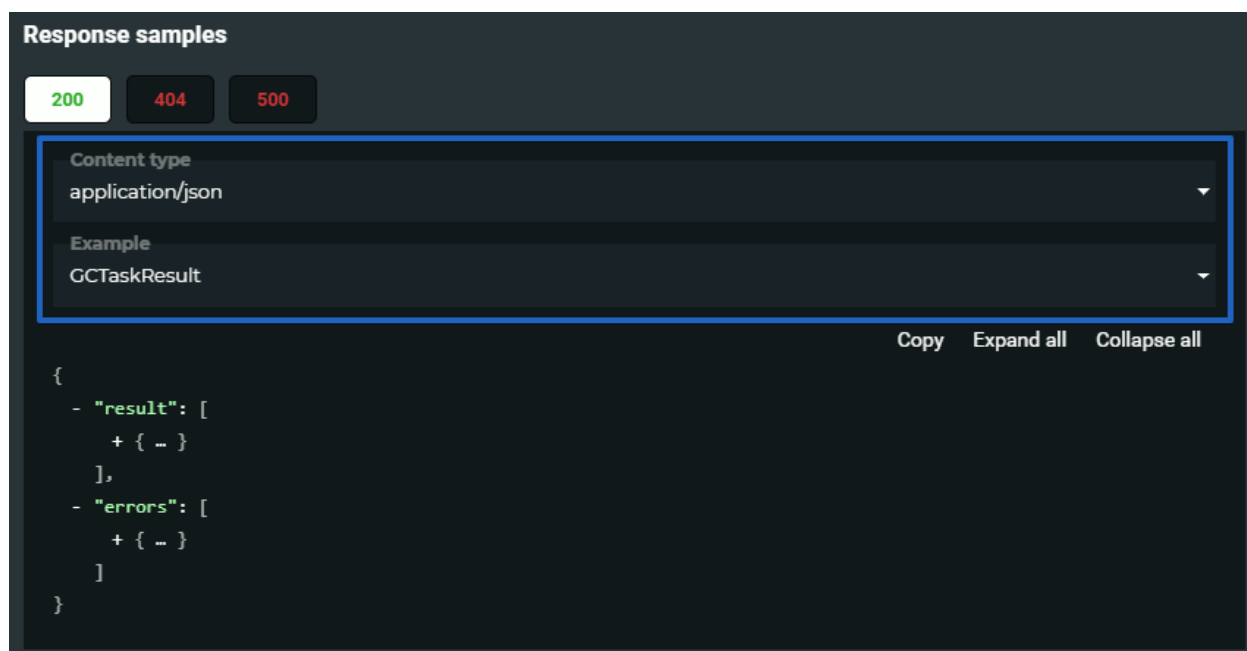 Response samples
200 404 500
Content type
application/json
Example
GCTaskResult
Copy Expand all Collapse all
{
- "result": [
+ { … }
],
- "errors": [
+ { … }
]
}